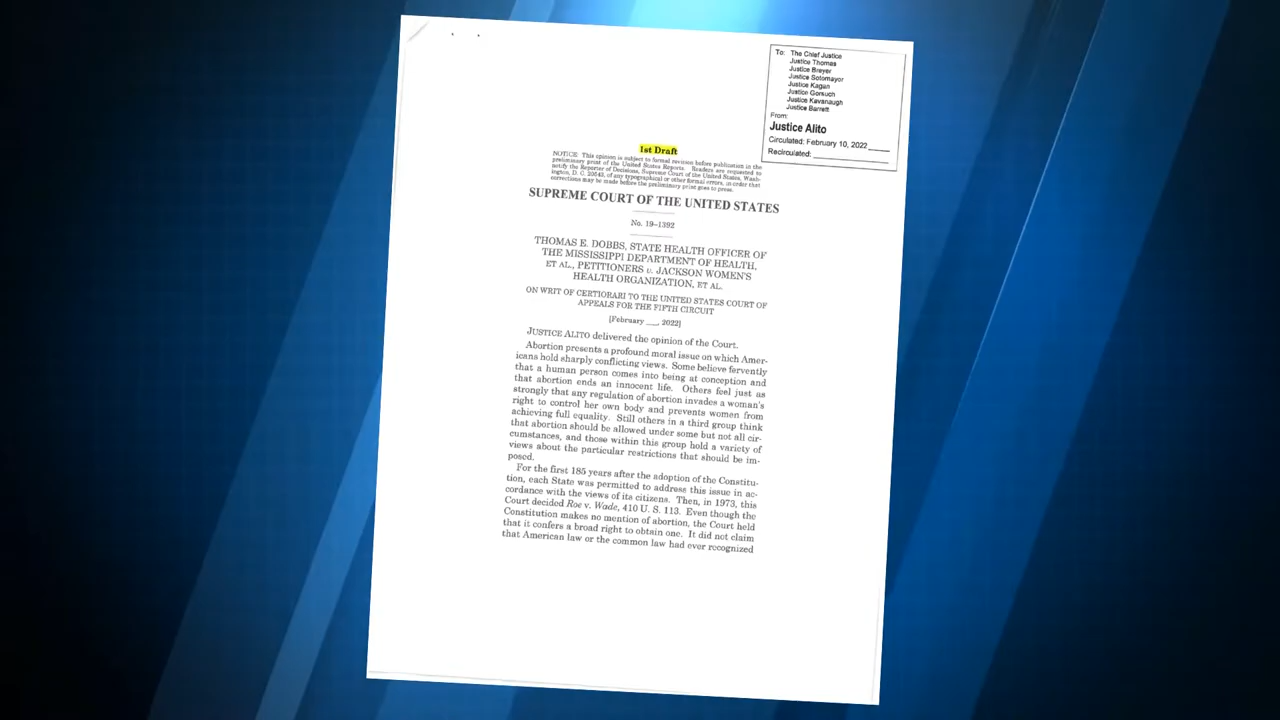 To: The Chief Justice
Justice Thomas
Justice Breyer
Justice Sotomayor
Justice Kagan
Justice Gorsuch
Justice Kavanaugh
Justice Barrett
From:
Justice Alito
Circulated: February 10, 2022
Recirculated:
1st Draft
NOTICE: This opinion is subject to formal revision before publication in the
preliminary print of the United States Reports. Readers are requested to
notify the Reporter of Decisions, Supreme Court of the United States, Wash-
ington, D. C. 20543, of any typographical or other formal errors, in order that
corrections may be made before the preliminary print goes to press.
SUPREME COURT OF THE UNITED STATES
No. 19–1392
THOMAS E. DOBBS, STATE HEALTH OFFICER OF
THE MISSISSIPPI DEPARTMENT OF HEALTH,
ET AL., PETITIONERS v. JACKSON WOMEN'S
HEALTH ORGANIZATION, ET AL.
ON WRIT OF CERTIORARI TO THE UNITED STATES COURT OF
APPEALS FOR THE FIFTH CIRCUIT
[February __, 2022]
JUSTICE ALITO delivered the opinion of the Court.
Abortion presents a profound moral issue on which Amer-
icans hold sharply conflicting views. Some believe fervently
that a human person comes into being at conception and
that abortion ends an innocent life. Others feel just as
strongly that any regulation of abortion invades a woman's
right to control her own body and prevents women from
achieving full equality. Still others in a third group think
that abortion should be allowed under some but not all cir-
cumstances, and those within this group hold a variety of
views about the particular restrictions that should be im-
posed.
For the first 185 years after the adoption of the Constitu-
tion, each State was permitted to address this issue in ac-
cordance with the views of its citizens. Then, in 1973, this
Court decided Roe v. Wade, 410 U. S. 113. Even though the
Constitution makes no mention of abortion, the Court held
that it confers a broad right to obtain one. It did not claim
that American law or the common law had ever recognized